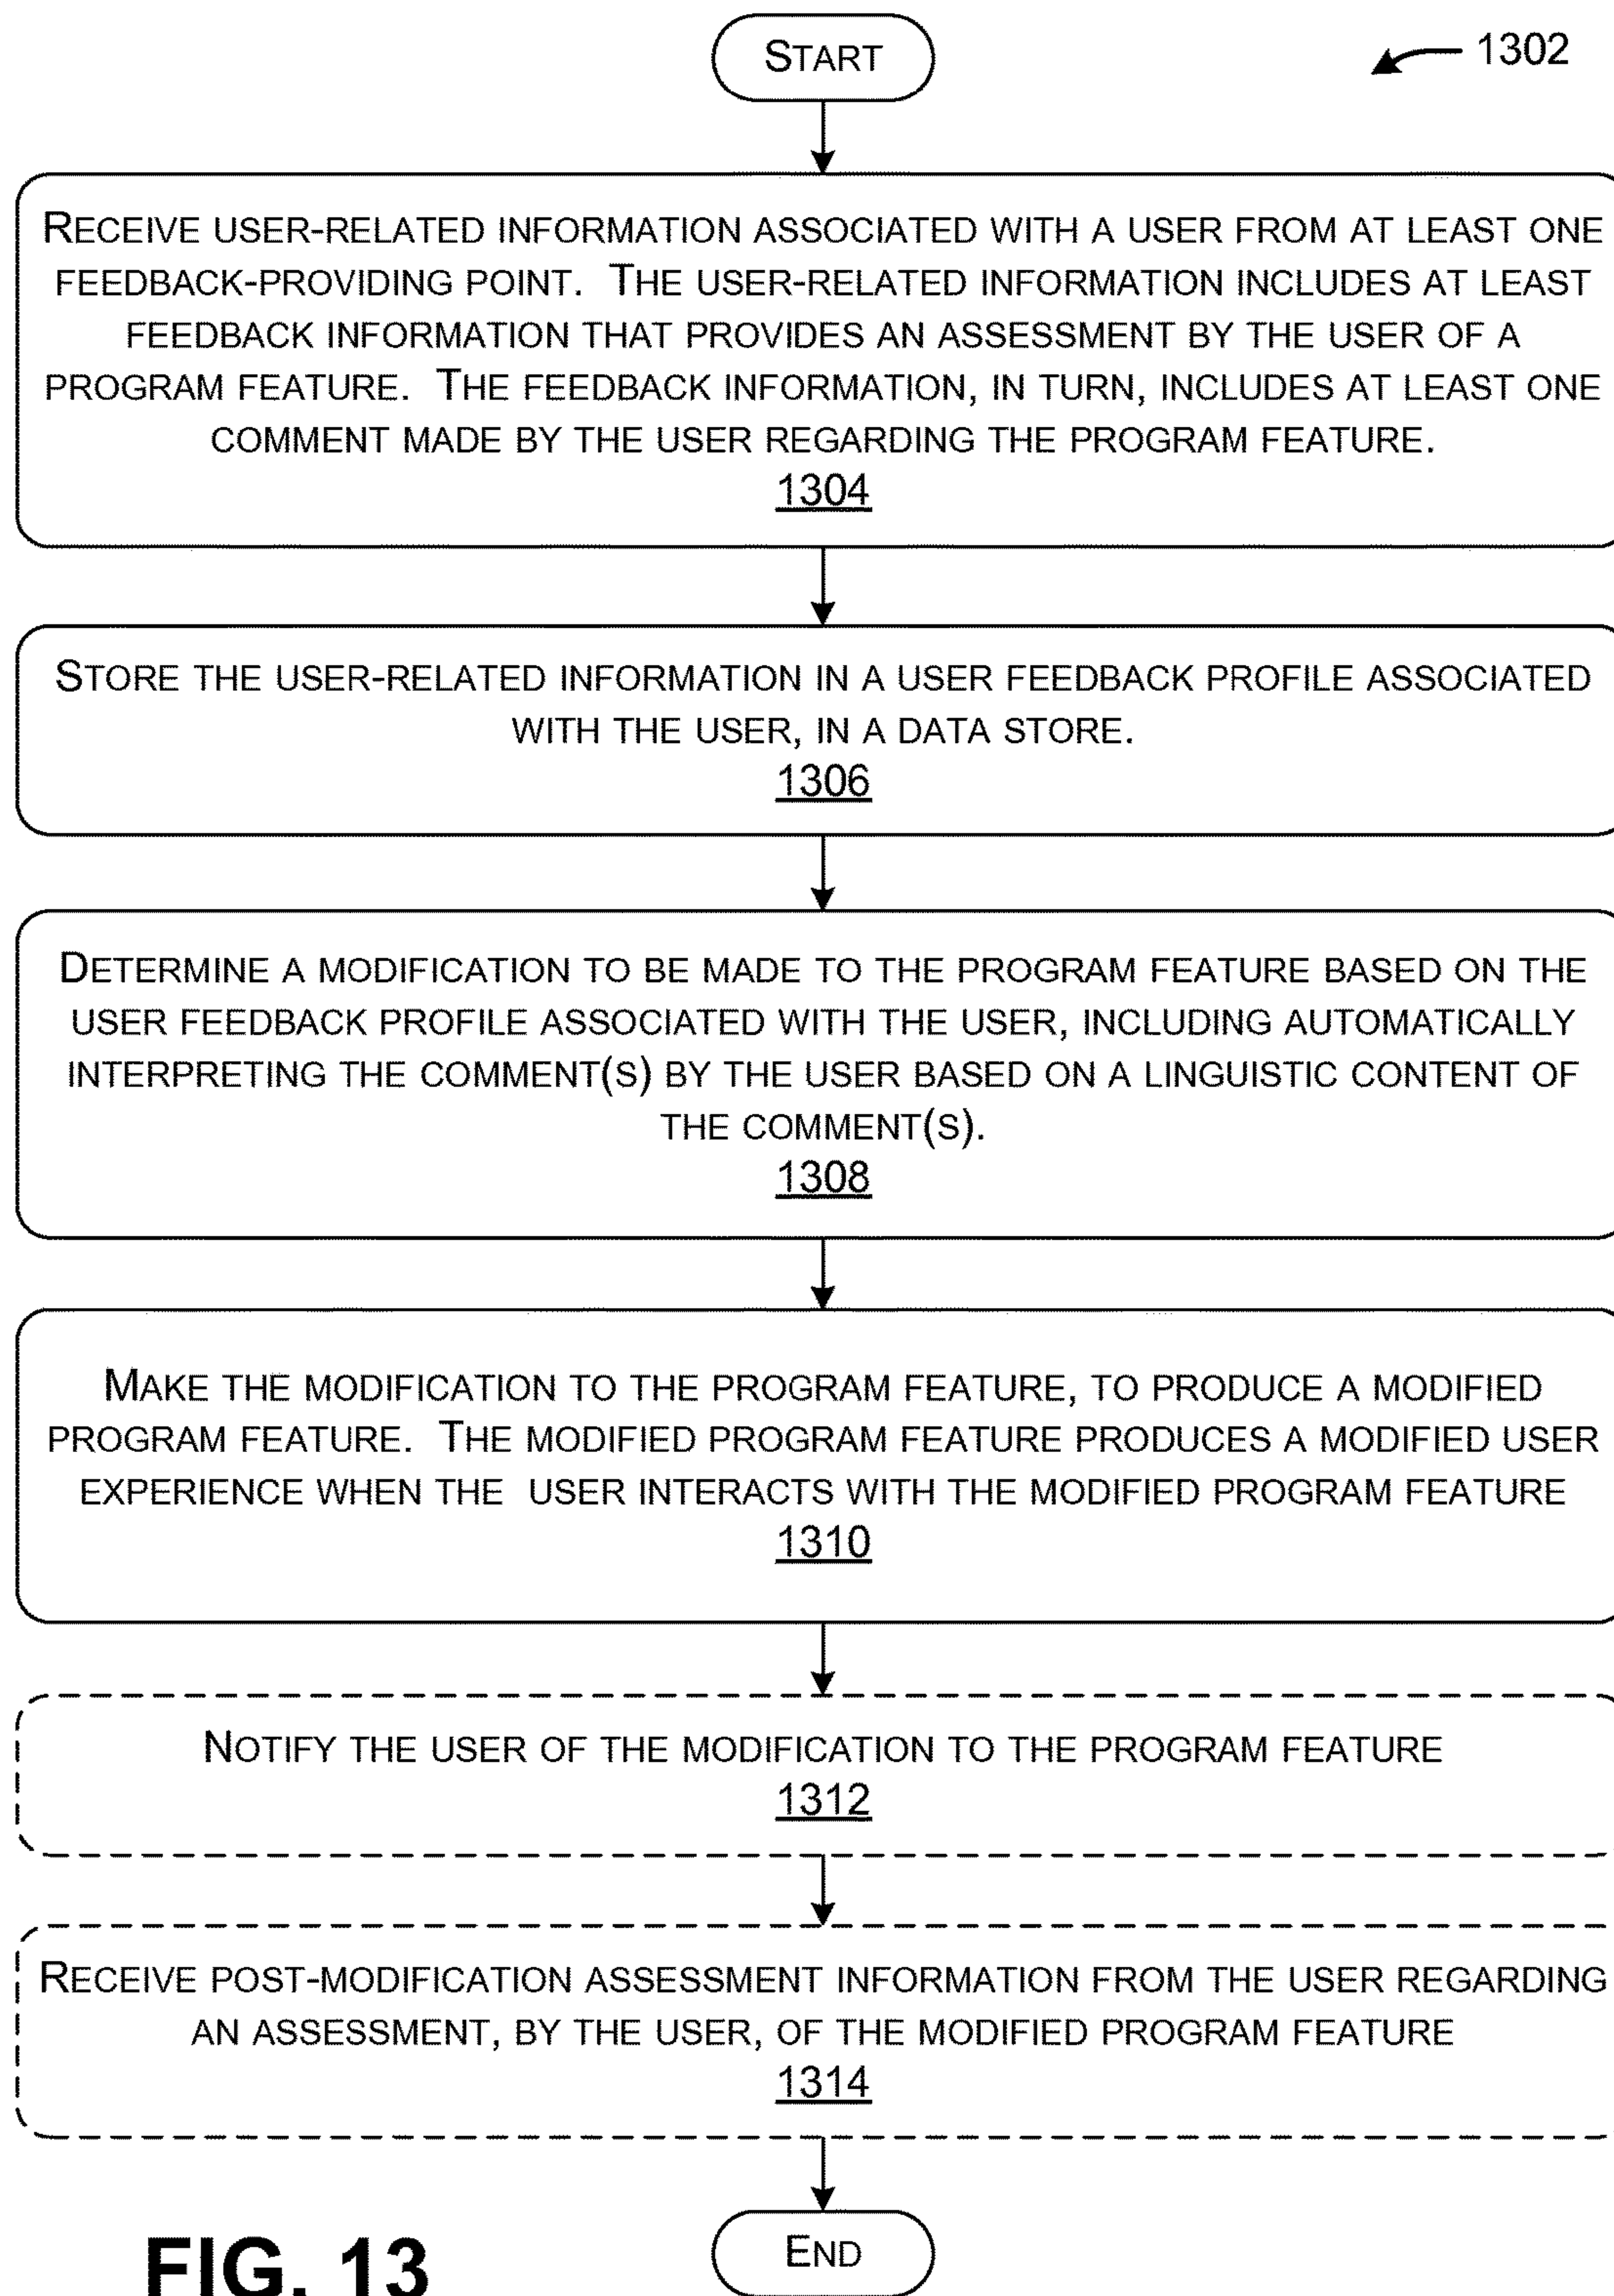 START
1302
RECEIVE USER-RELATED INFORMATION ASSOCIATED WITH A USER FROM AT LEAST ONE
FEEDBACK-PROVIDING POINT. THE USER-RELATED INFORMATION INCLUDES AT LEAST
FEEDBACK INFORMATION THAT PROVIDES AN ASSESSMENT BY THE USER OF A
PROGRAM FEATURE. THE FEEDBACK INFORMATION, IN TURN, INCLUDES AT LEAST ONE
COMMENT MADE BY THE USER REGARDING THE PROGRAM FEATURE.
1304
STORE THE USER-RELATED INFORMATION IN A USER FEEDBACK PROFILE ASSOCIATED
WITH THE USER, IN A DATA STORE.
1306
DETERMINE A MODIFICATION TO BE MADE TO THE PROGRAM FEATURE BASED ON THE
USER FEEDBACK PROFILE ASSOCIATED WITH THE USER, INCLUDING AUTOMATICALLY
INTERPRETING THE COMMENT(S) BY THE USER BASED ON A LINGUISTIC CONTENT OF
THE COMMENT(S).
1308
MAKE THE MODIFICATION TO THE PROGRAM FEATURE, TO PRODUCE A MODIFIED
PROGRAM FEATURE. THE MODIFIED PROGRAM FEATURE PRODUCES A MODIFIED USER
EXPERIENCE WHEN THE USER INTERACTS WITH THE MODIFIED PROGRAM FEATURE
1310
NOTIFY THE USER OF THE MODIFICATION TO THE PROGRAM FEATURE
1312
RECEIVE POST-MODIFICATION ASSESSMENT INFORMATION FROM THE USER REGARDING
AN ASSESSMENT, BY THE USER, OF THE MODIFIED PROGRAM FEATURE
1314
END
FIG. 13